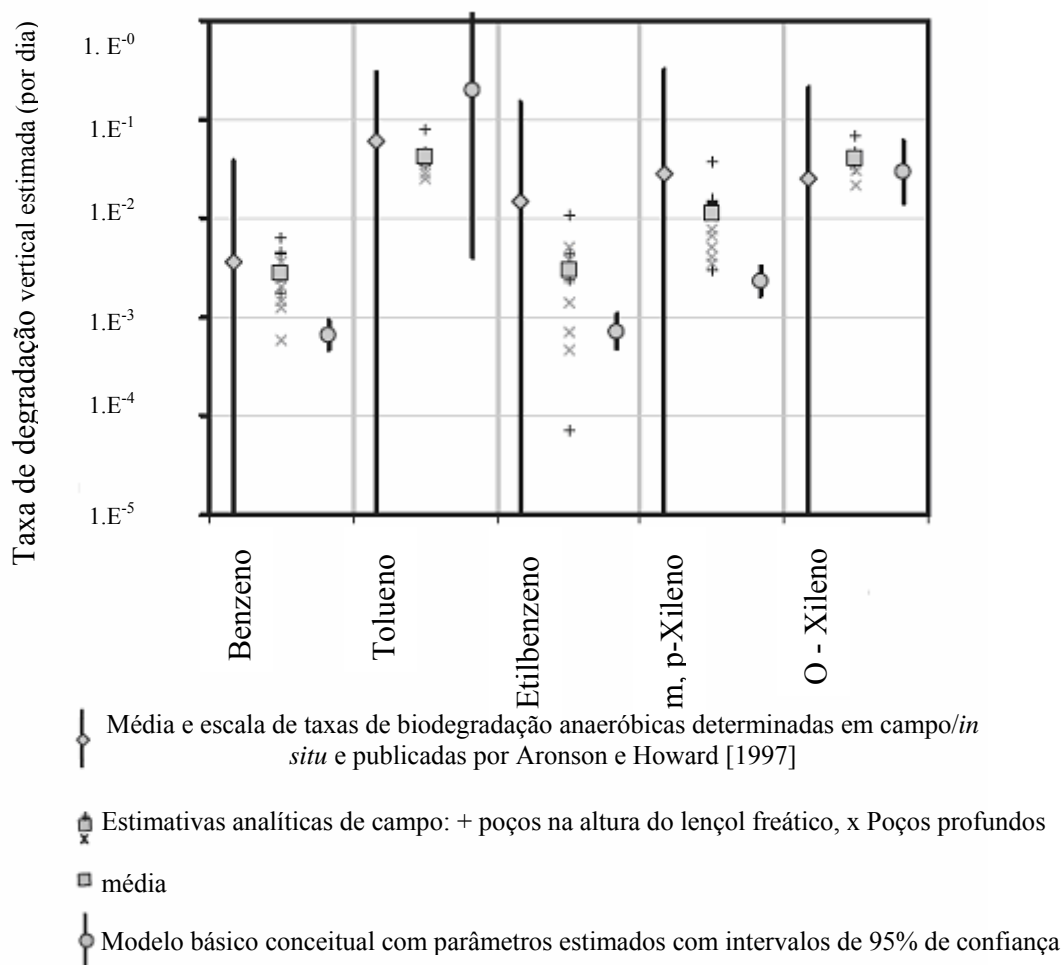 Taxa de degradação vertical estimada (por dia)
1. E⁻⁰
1.E⁻¹
1.E⁻²
1.E⁻³
1.E⁻⁴
1.E⁻⁵
Benzeno
Tolueno
Etilbenzeno
m, p-Xileno
O - Xileno
Média e escala de taxas de biodegradação anaeróbicas determinadas em campo/in
situ e publicadas por Aronson e Howard [1997]
Estimativas analíticas de campo: + poços na altura do lençol freático, x Poços profundos
média
Modelo básico conceitual com parâmetros estimados com intervalos de 95% de confiança